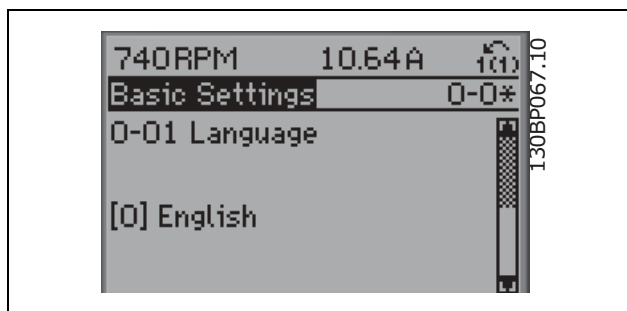 740RPM 10.64A 1(1)
Basic Settings 0-0*
0-01 Language
[0] English
130BP067.10